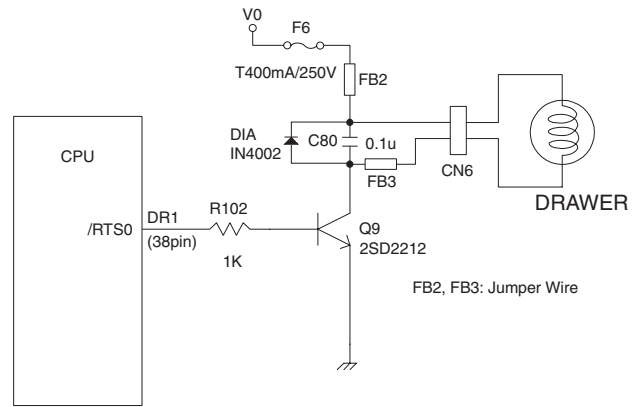 V0
F6
T400mA/250V
FB2
DIA
IN4002
C80
0.1u
FB3
CN6
DRAWER
CPU
/RTS0
DR1
(38pin)
R102
1K
Q9
2SD2212
FB2, FB3: Jumper Wire